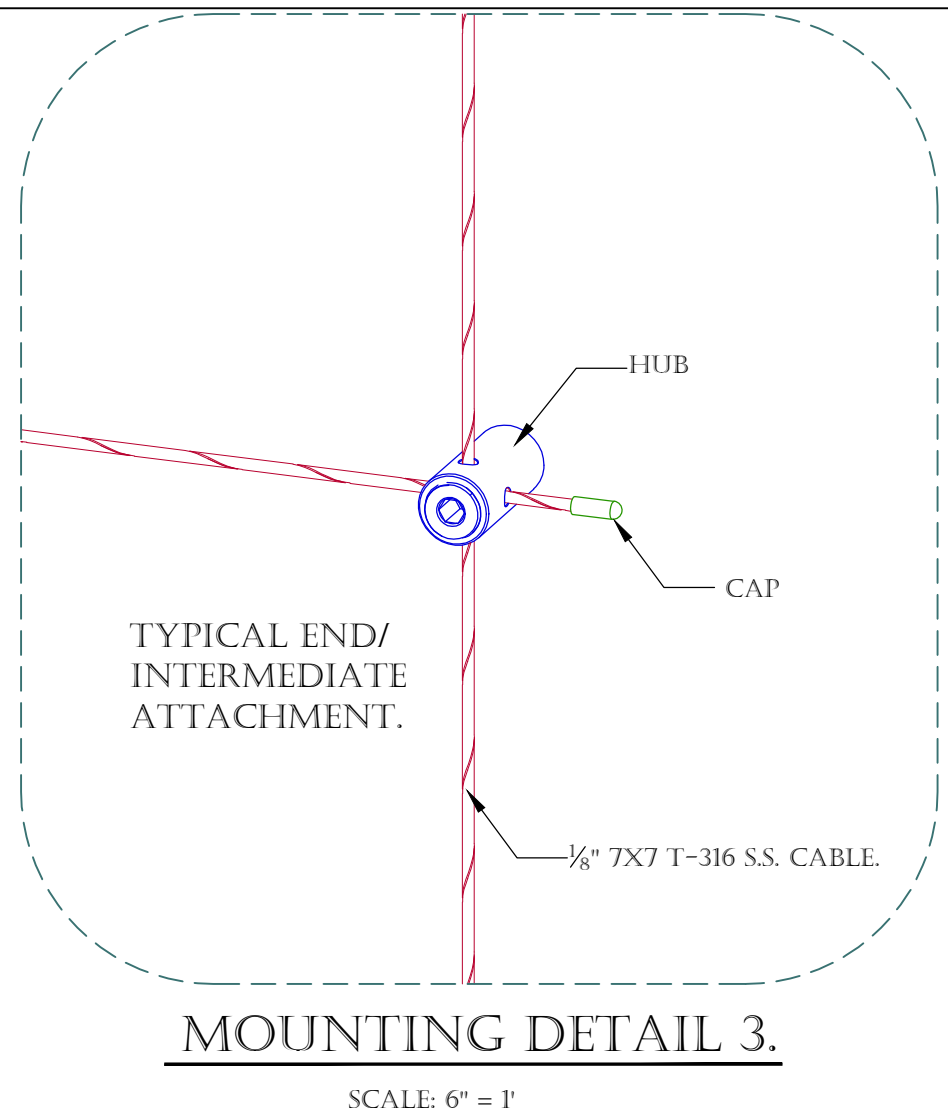 HUB
CAP
TYPICAL END/
INTERMEDIATE
ATTACHMENT.
⅛" 7X7 T-316 S.S. CABLE.
MOUNTING DETAIL 3.
SCALE: 6" = 1'